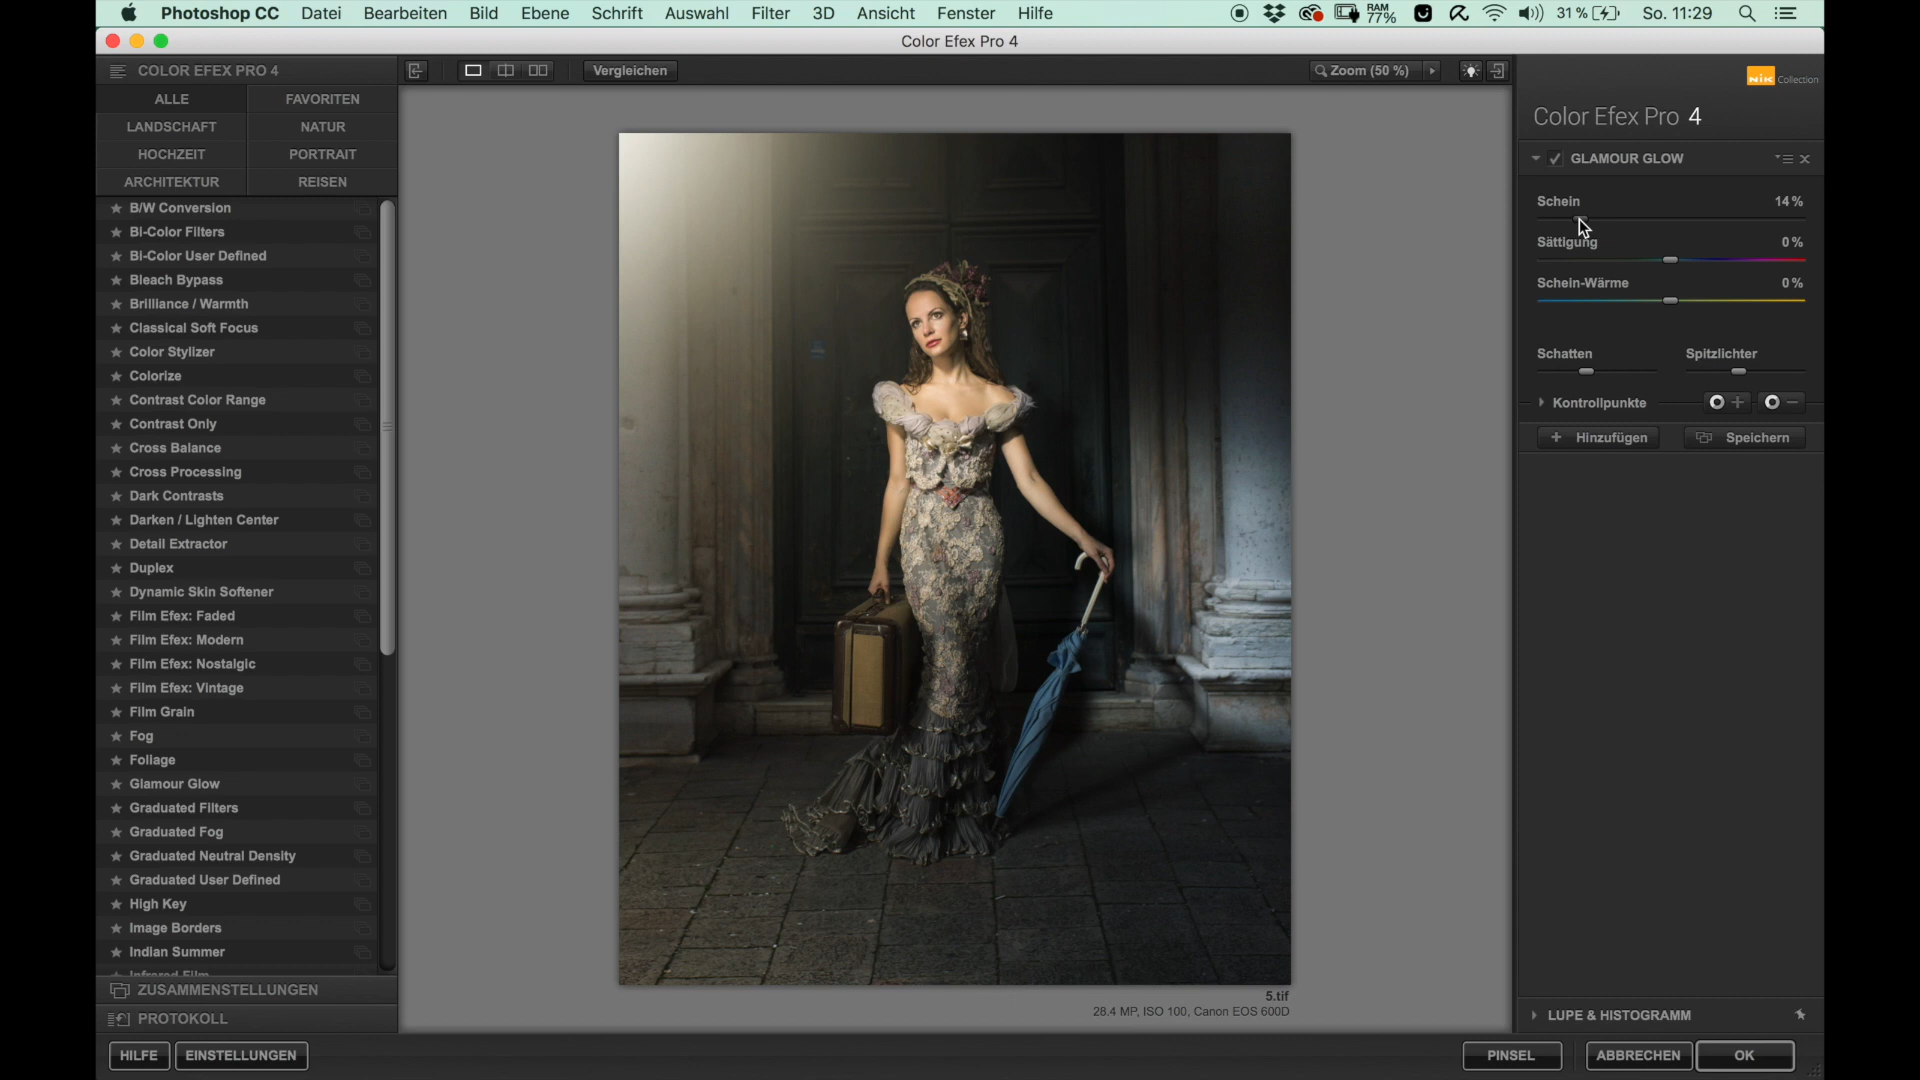 Photoshop CC Datei Bearbeiten Bild Ebene Schrift Auswahl Filter 3D Ansicht Fenster Hilfe RAM 77% 31 % So. 11:29
Color Efex Pro 4
COLOR EFEX PRO 4
Vergleichen
Zoom (50 %)
ALLE FAVORITEN
LANDSCHAFT NATUR
HOCHZEIT PORTRAIT
ARCHITEKTUR REISEN
B/W Conversion
Bi-Color Filters
Bi-Color User Defined
Bleach Bypass
Brilliance / Warmth
Classical Soft Focus
Color Stylizer
Colorize
Contrast Color Range
Contrast Only
Cross Balance
Cross Processing
Dark Contrasts
Darken / Lighten Center
Detail Extractor
Duplex
Dynamic Skin Softener
Film Efex: Faded
Film Efex: Modern
Film Efex: Nostalgic
Film Efex: Vintage
Film Grain
Fog
Foliage
Glamour Glow
Graduated Filters
Graduated Fog
Graduated Neutral Density
Graduated User Defined
High Key
Image Borders
Indian Summer
Infrared Film
ZUSAMMENSTELLUNGEN
PROTOKOLL
HILFE EINSTELLUNGEN
5.tif
28.4 MP, ISO 100, Canon EOS 600D
Nik Collection
Color Efex Pro 4
GLAMOUR GLOW
Schein 14 %
Sättigung 0 %
Schein-Wärme 0 %
Schatten Spitzlichter
Kontrollpunkte
Hinzufügen Speichern
LUPE & HISTOGRAMM
PINSEL ABBRECHEN OK